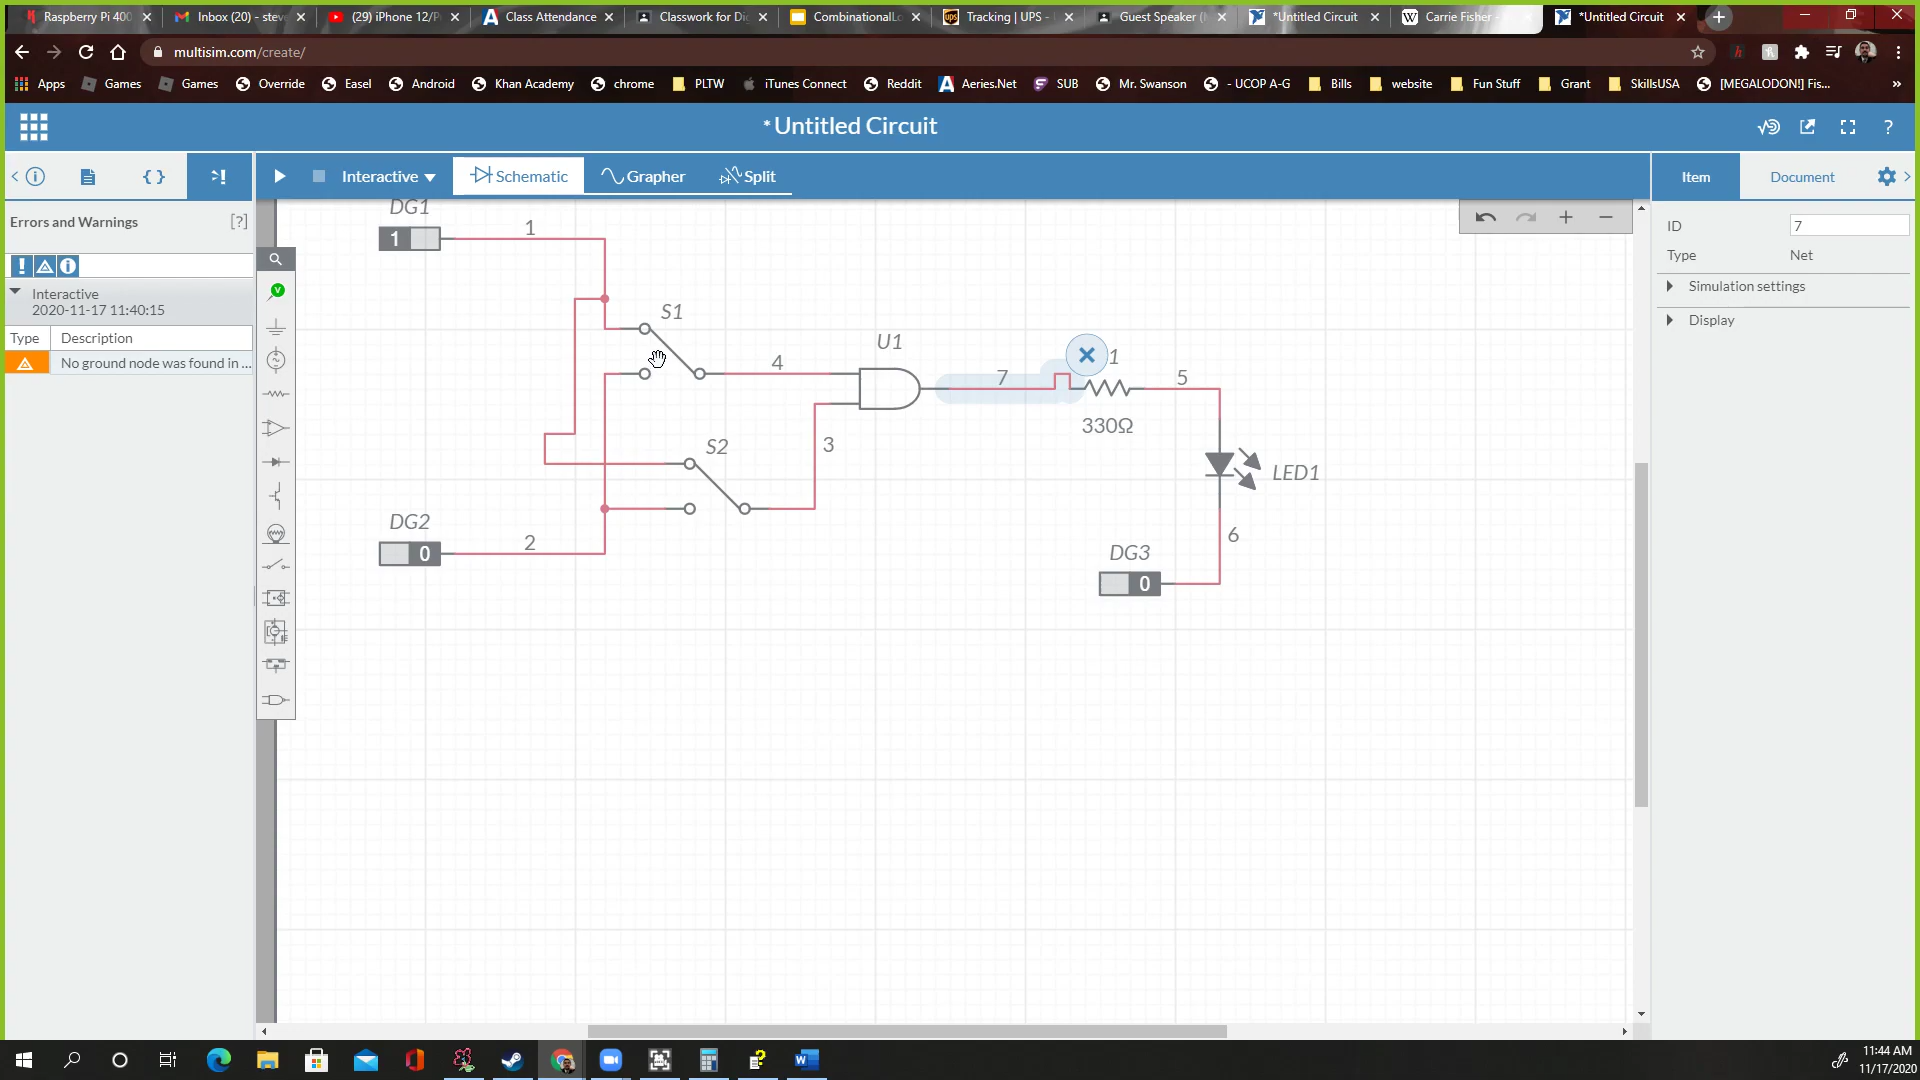 Raspberry Pi 400
Inbox (20) - steve
(29) iPhone 12/P
Class Attendance
Classwork for Di
CombinationalLo
Tracking | UPS -
Guest Speaker (
*Untitled Circuit
Carrie Fisher -
*Untitled Circuit
multisim.com/create/
Apps
Games
Games
Override
Easel
Android
Khan Academy
chrome
PLTW
iTunes Connect
Reddit
Aeries.Net
SUB
Mr. Swanson
- UCOP A-G
Bills
website
Fun Stuff
Grant
SkillsUSA
[MEGALODON!] Fis...
*Untitled Circuit
Interactive
Schematic
Grapher
Split
Item
Document
Errors and Warnings
[?]
Interactive
2020-11-17 11:40:15
Type
Description
No ground node was found in ...
ID
7
Type
Net
Simulation settings
Display
DG1
1
1
S1
4
U1
7
1
330Ω
5
S2
3
LED1
DG2
0
2
DG3
0
6
11:44 AM
11/17/2020